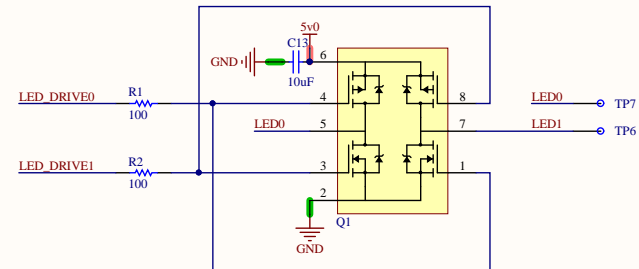 5v0
C13
GND
10uF
6
LED_DRIVE0
R1
100
4
8
LED0
TP7
LED0
5
7
LED1
TP6
LED_DRIVE1
R2
100
3
1
2
Q1
GND